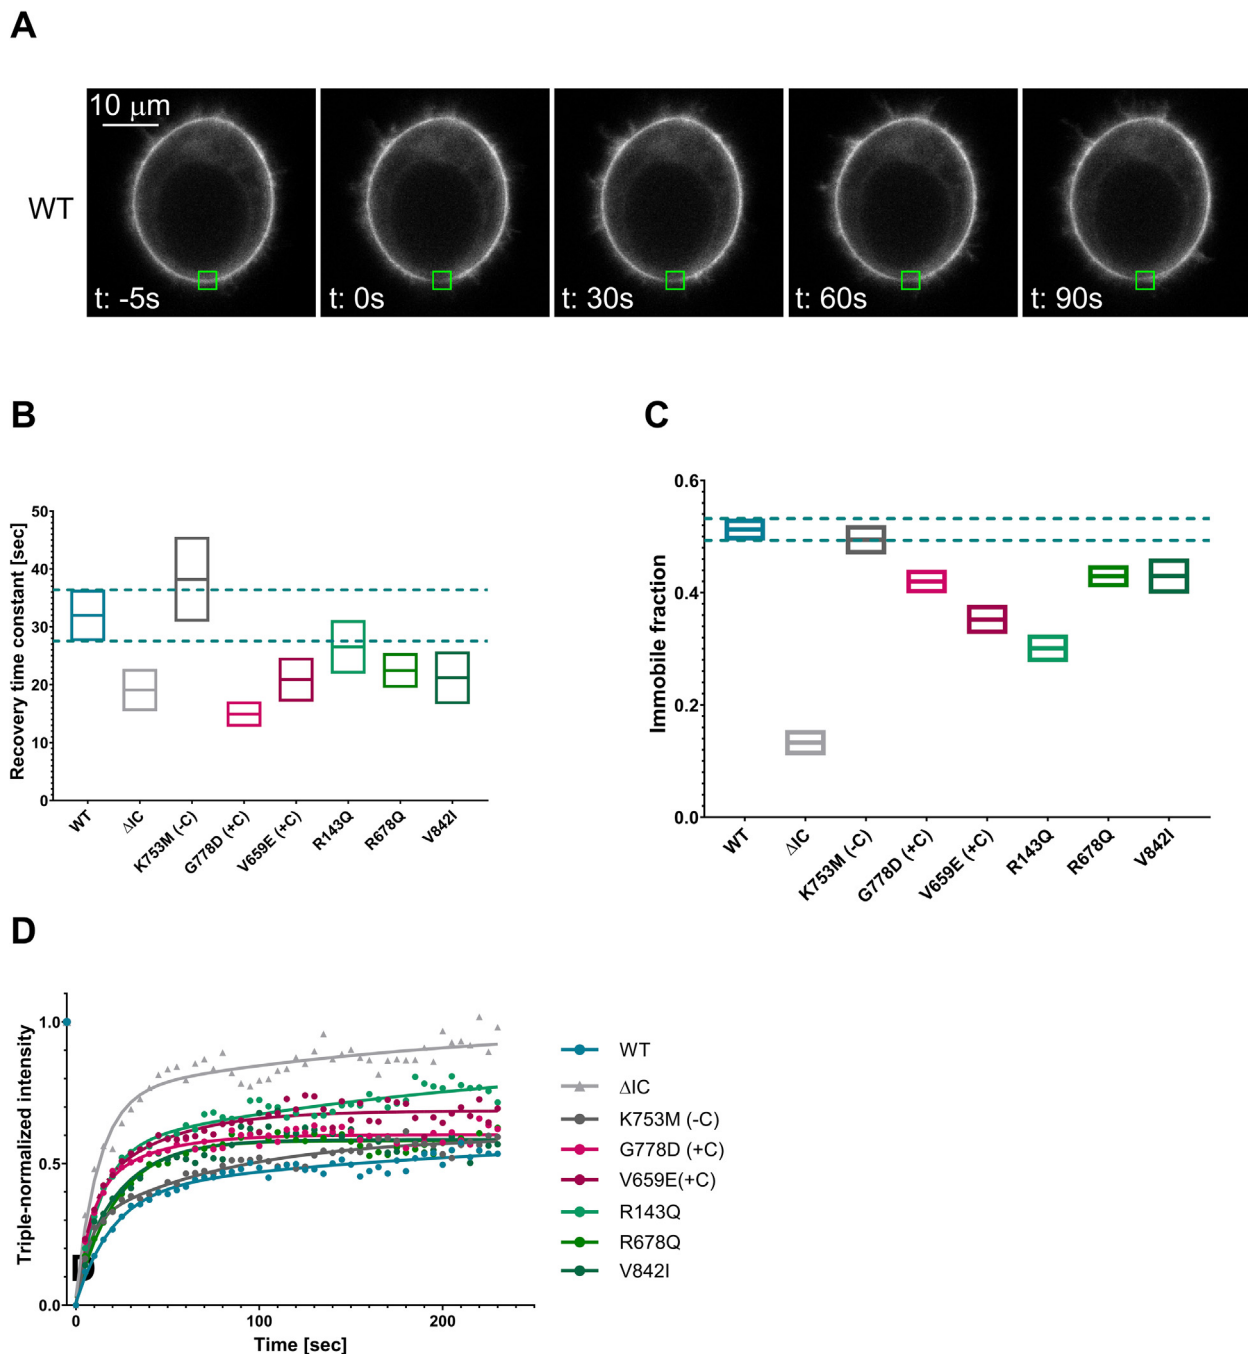 A
10 μm
WT
t: -5s
t: 0s
t: 30s
t: 60s
t: 90s
B
Recovery time constant [sec]
50
40
30
20
10
0
WT
ΔIC
K753M (-C)
G778D (+C)
V659E (+C)
R143Q
R678Q
V842I
C
Immobile fraction
0.6
0.4
0.2
0.0
WT
ΔIC
K753M (-C)
G778D (+C)
V659E (+C)
R143Q
R678Q
V842I
D
Triple-normalized intensity
1.0
0.5
0.0
D
0
100
200
Time [sec]
WT
ΔIC
K753M (-C)
G778D (+C)
V659E(+C)
R143Q
R678Q
V842I